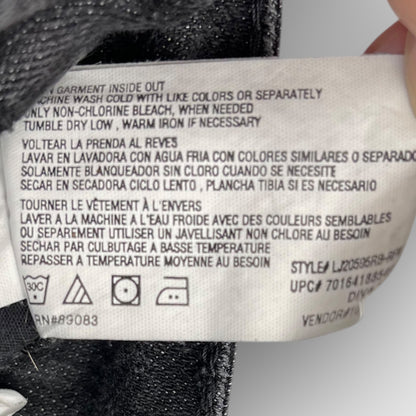 GARMENT INSIDE OUT
MACHINE WASH COLD WITH LIKE COLORS OR SEPARATELY
ONLY NON-CHLORINE BLEACH, WHEN NEEDED
TUMBLE DRY LOW, WARM IRON IF NECESSARY
VOLTEAR LA PRENDA AL REVES
LAVAR EN LAVADORA CON AGUA FRIA CON COLORES SIMILARES O SEPARADO
SOLAMENTE BLANQUEADOR SIN CLORO CUANDO SE NECESITE
SECAR EN SECADORA CICLO LENTO, PLANCHA TIBIA SI ES NECESARIO
TOURNER LE VÊTEMENT À L'ENVERS
LAVER A LA MACHINE A L'EAU FROIDE AVEC DES COULEURS SEMBLABLES
OU SEPARÉMENT UTILISER UN JAVELLISANT NON CHLORÉ AU BESOIN
SECHAR PAR CULBUTAGE A BASSE TEMPERATURE
REPASSER A TEMPERATURE MOYENNE AU BESOIN
30C
STYLE#
UPC#
RN#89083
VENDOR#